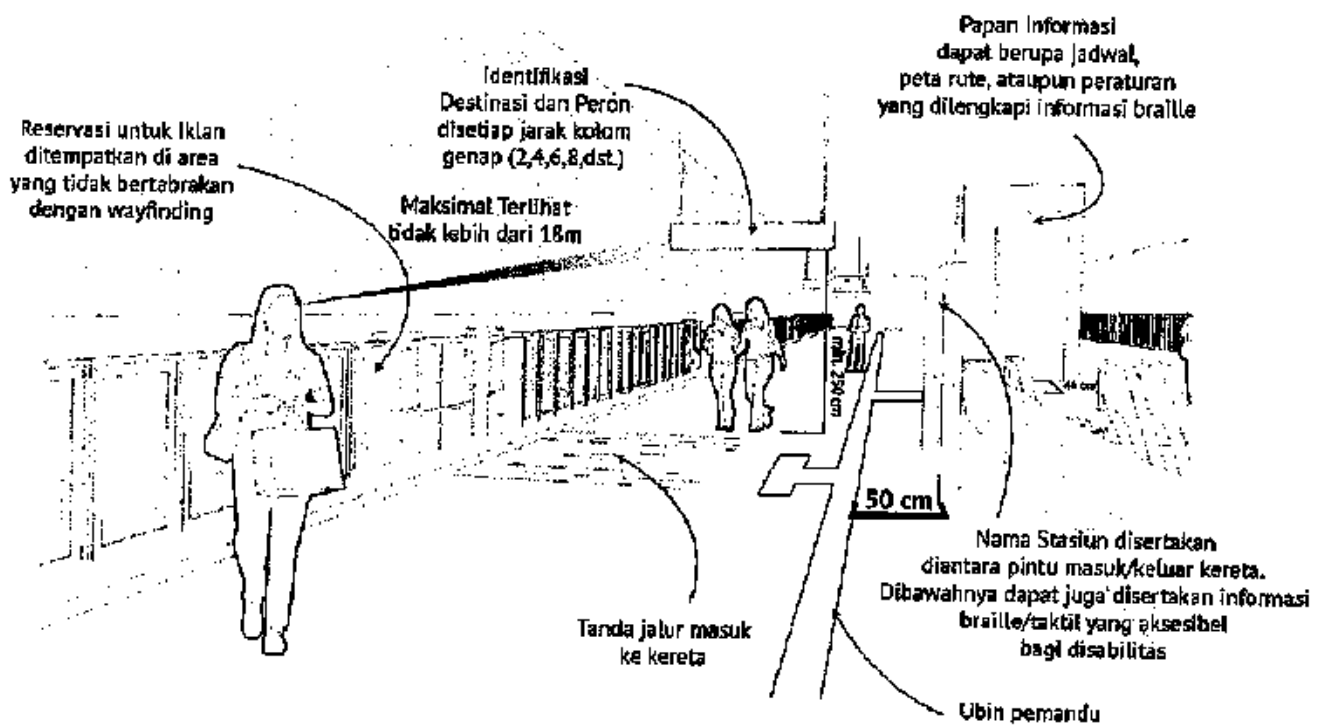 Papan Informasi
dapat berupa jadwal,
peta rute, ataupun peraturan
yang dilengkapi informasi braille
Identifikasi
Destinasi dan Peron
disetiap jarak kolom
genap (2,4,6,8,dst.)
Reservasi untuk Iklan
ditempatkan di area
yang tidak bertabrakan
dengan wayfinding
Maksimal Terlihat
tidak lebih dari 18m
min. 250 cm
cm
50 cm
Nama Stasiun disertakan
diantara pintu masuk/keluar kereta.
Dibawahnya dapat juga disertakan informasi
braille/taktil yang aksesibel
bagi disabilitas
Tanda jalur masuk
ke kereta
Ubin pemandu